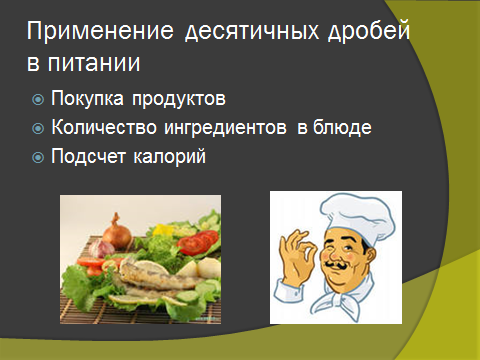 Применение десятичных дробей
в питании
Покупка продуктов
Количество ингредиентов в блюде
Подсчет калорий